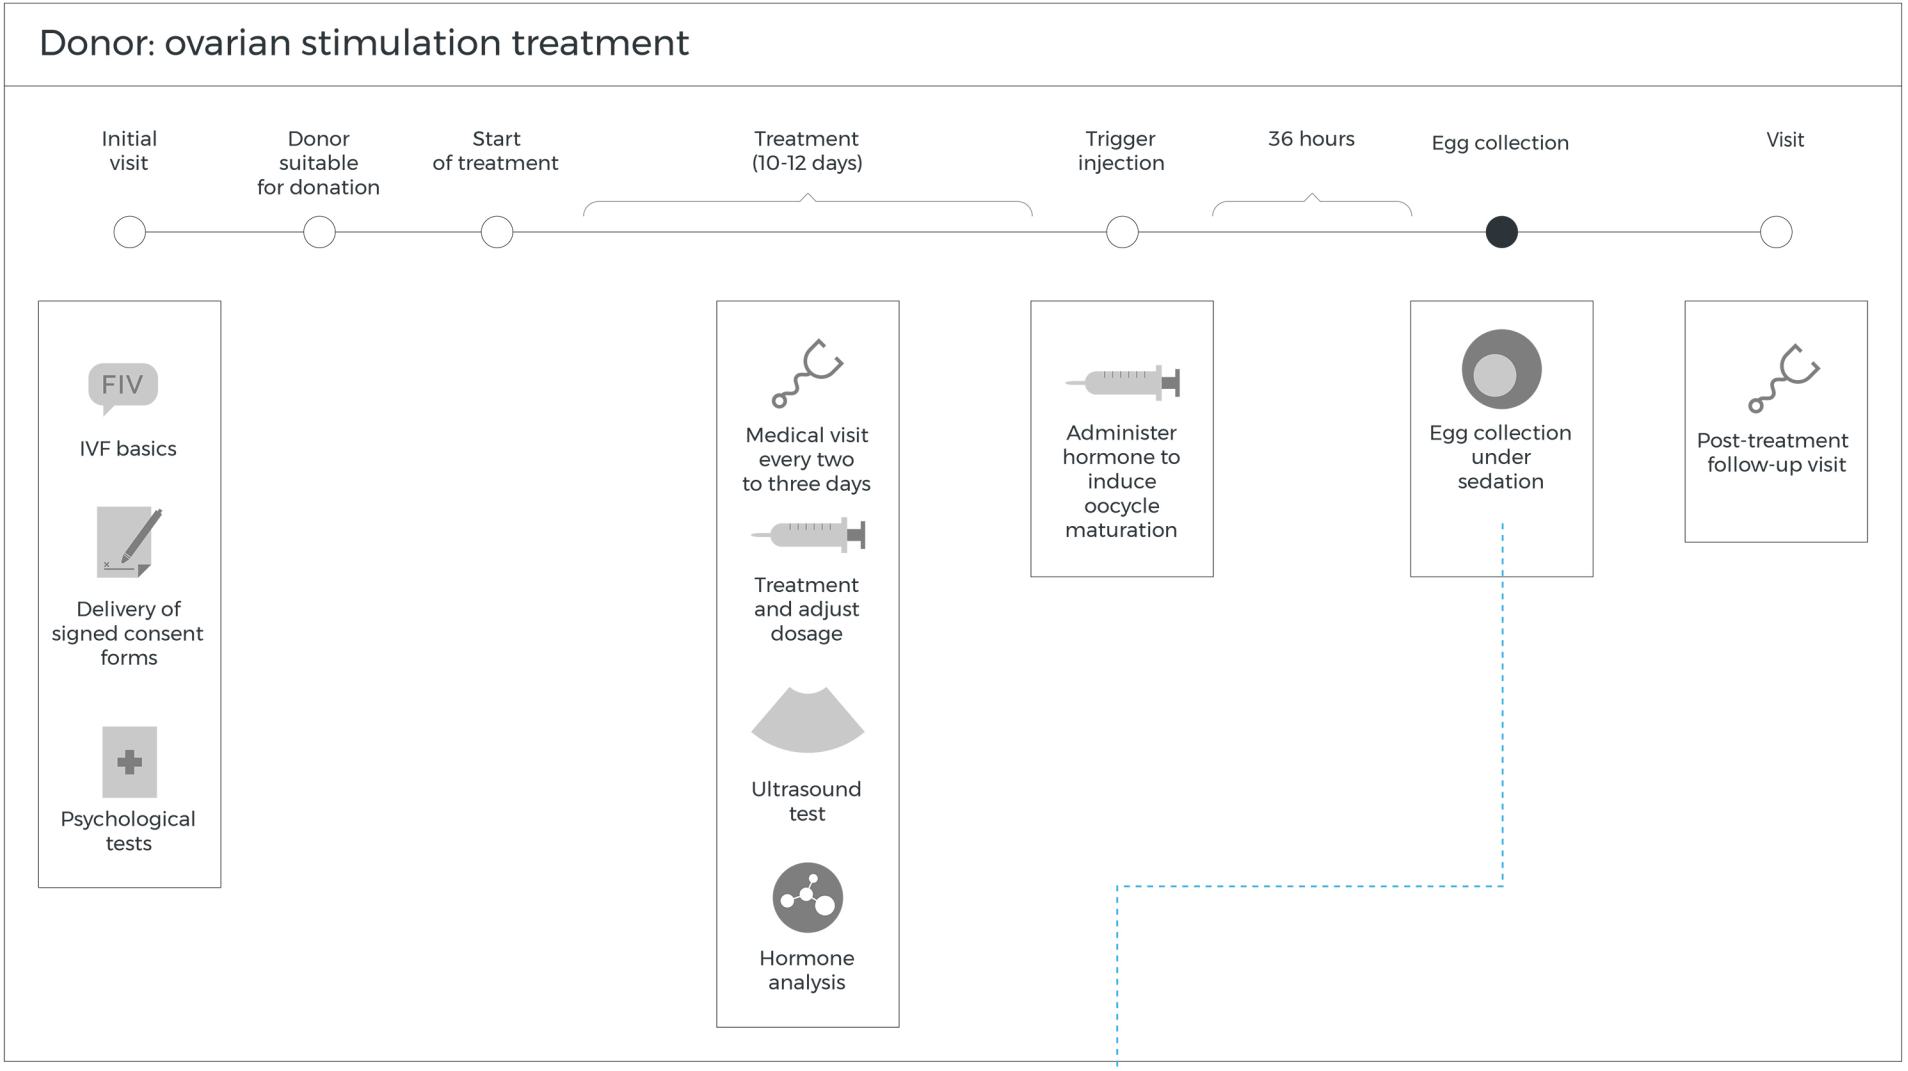 Donor: ovarian stimulation treatment
Initial
visit
Donor
suitable
for donation
Start
of treatment
Treatment
(10-12 days)
Trigger
injection
36 hours
Egg collection
Visit
FIV
IVF basics
Delivery of
signed consent
forms
Psychological
tests
Medical visit
every two
to three days
Treatment
and adjust
dosage
Ultrasound
test
Hormone
analysis
Administer
hormone to
induce
oocycle
maturation
Egg collection
under
sedation
Post-treatment
follow-up visit